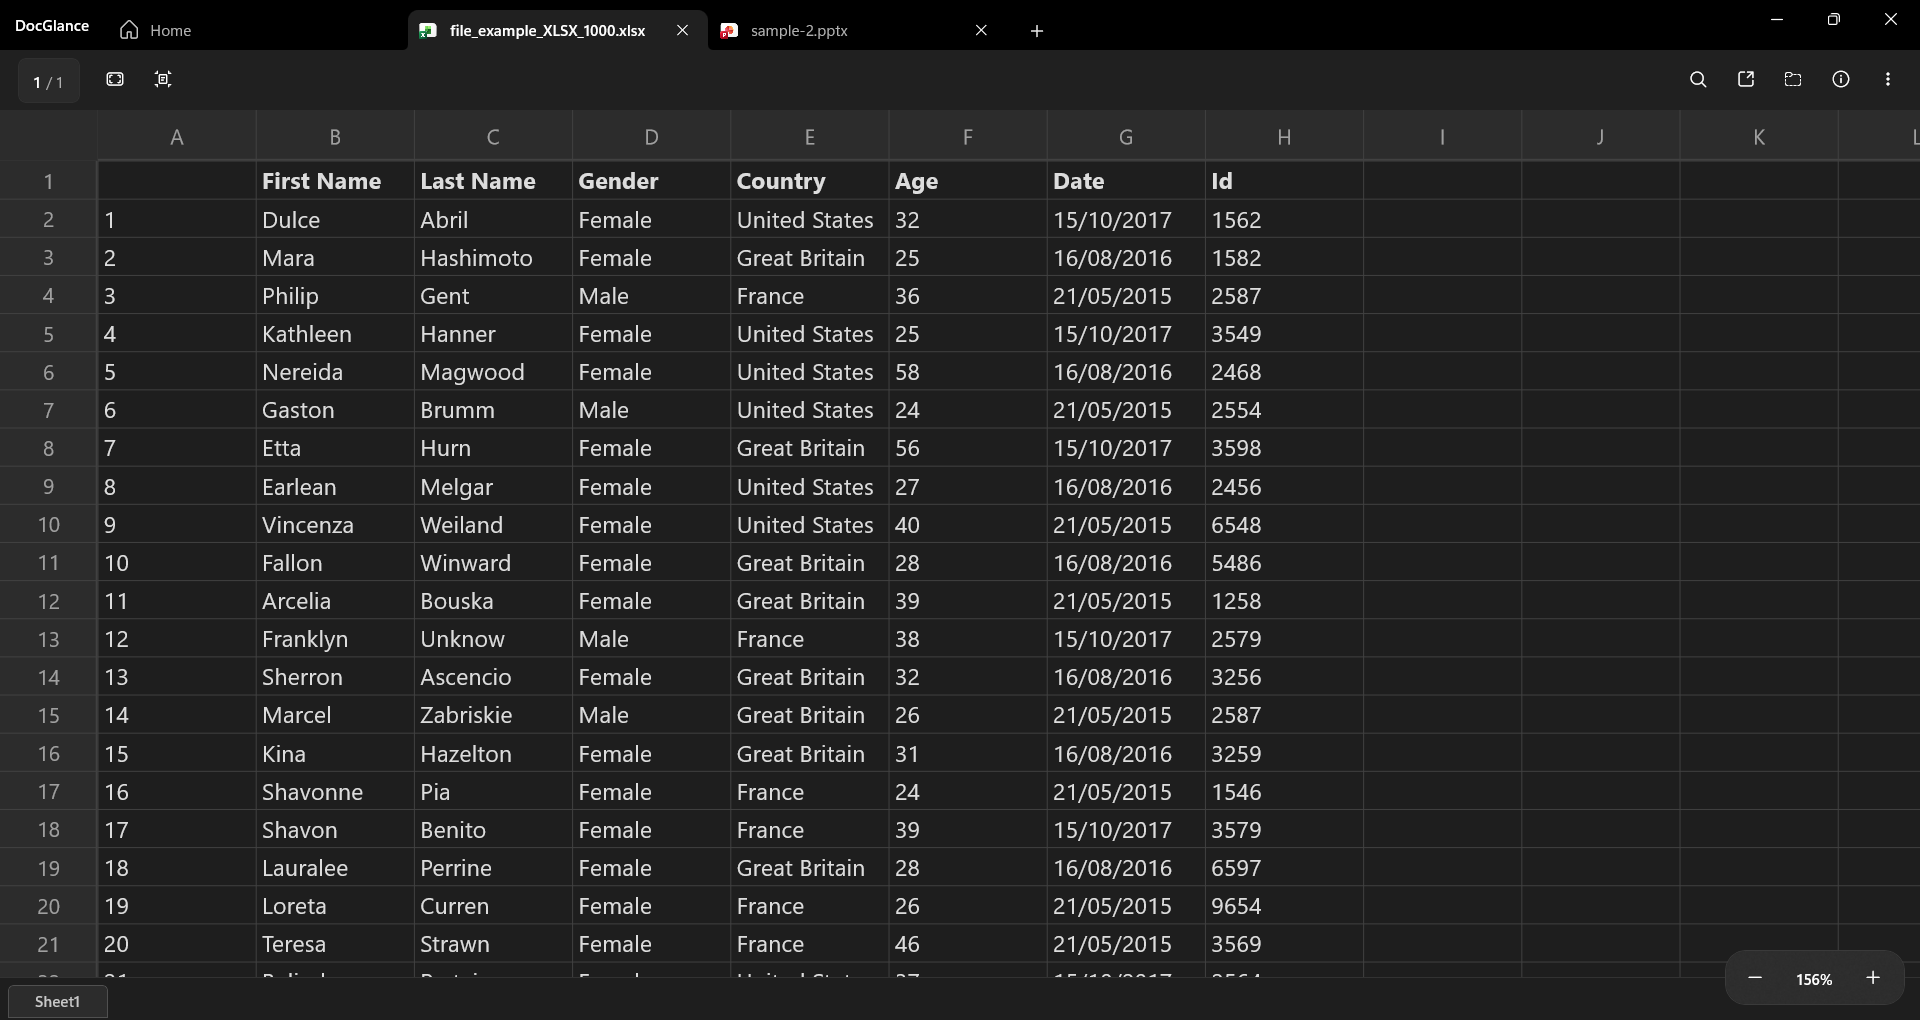 DocGlance Home file_example_XLSX_1000.xlsx sample-2.pptx
1 / 1
A B C D E F G H I J K L
1 First Name Last Name Gender Country Age Date Id
2 1 Dulce Abril Female United States 32 15/10/2017 1562
3 2 Mara Hashimoto Female Great Britain 25 16/08/2016 1582
4 3 Philip Gent Male France 36 21/05/2015 2587
5 4 Kathleen Hanner Female United States 25 15/10/2017 3549
6 5 Nereida Magwood Female United States 58 16/08/2016 2468
7 6 Gaston Brumm Male United States 24 21/05/2015 2554
8 7 Etta Hurn Female Great Britain 56 15/10/2017 3598
9 8 Earlean Melgar Female United States 27 16/08/2016 2456
10 9 Vincenza Weiland Female United States 40 21/05/2015 6548
11 10 Fallon Winward Female Great Britain 28 16/08/2016 5486
12 11 Arcelia Bouska Female Great Britain 39 21/05/2015 1258
13 12 Franklyn Unknow Male France 38 15/10/2017 2579
14 13 Sherron Ascencio Female Great Britain 32 16/08/2016 3256
15 14 Marcel Zabriskie Male Great Britain 26 21/05/2015 2587
16 15 Kina Hazelton Female Great Britain 31 16/08/2016 3259
17 16 Shavonne Pia Female France 24 21/05/2015 1546
18 17 Shavon Benito Female France 39 15/10/2017 3579
19 18 Lauralee Perrine Female Great Britain 28 16/08/2016 6597
20 19 Loreta Curren Female France 26 21/05/2015 9654
21 20 Teresa Strawn Female France 46 21/05/2015 3569
156%
Sheet1